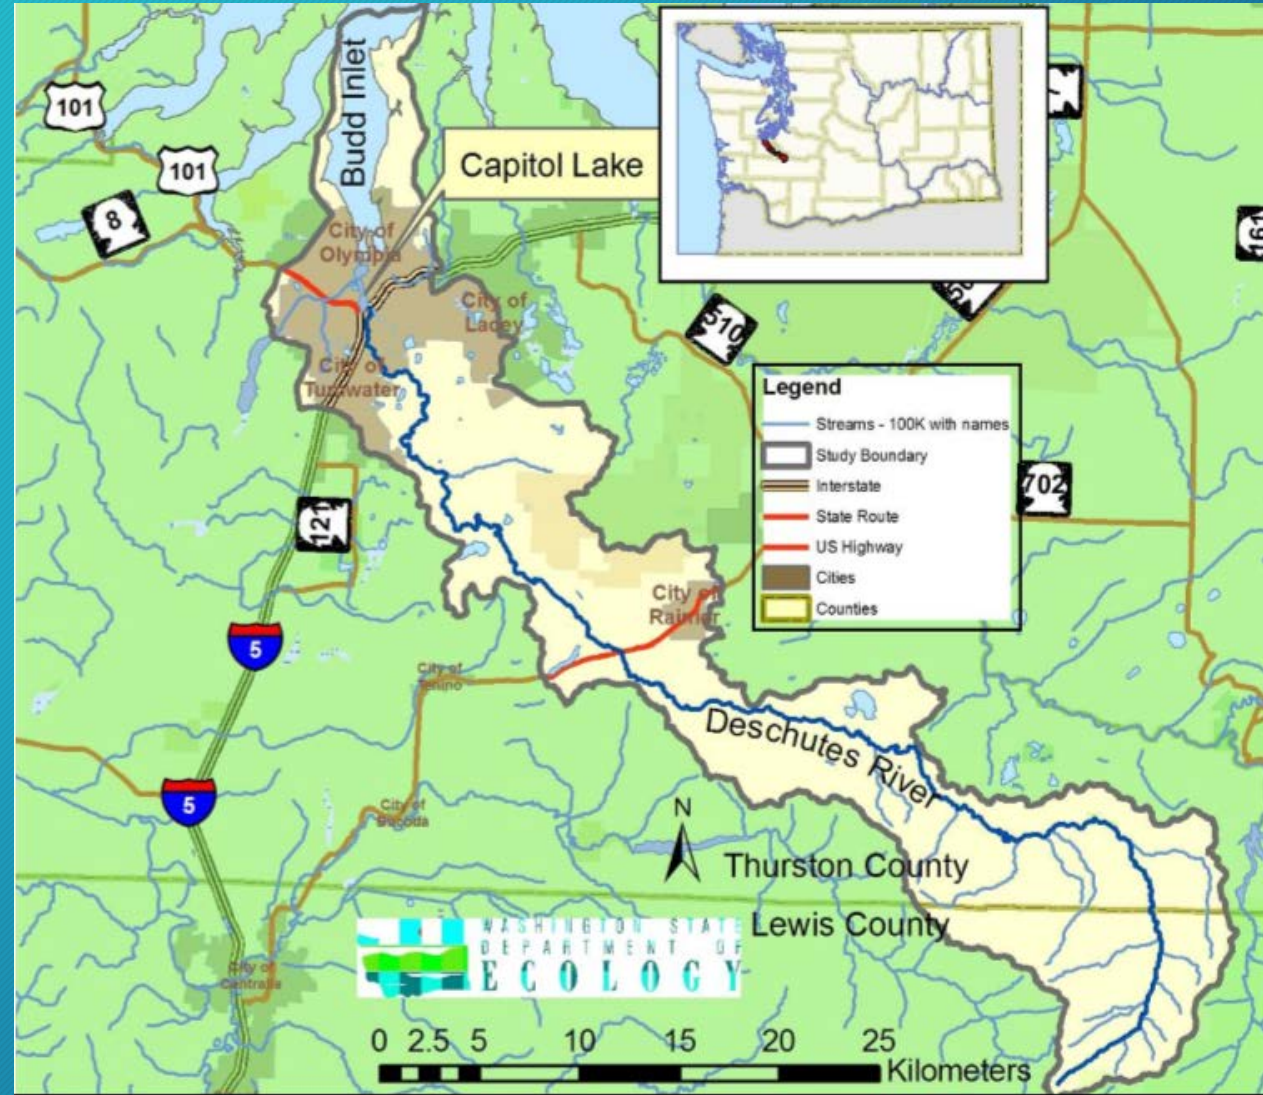 Budd Inlet
101
101
8
Capitol Lake
City of
Olympia
City of
Lacey
City of
Tumwater
510
161
Legend
Streams - 100K with names
Study Boundary
Interstate
State Route
US Highway
Cities
Counties
702
121
5
City of
Rainier
City of
Tenino
Deschutes River
5
City of
Bucoda
N
Thurston County
Lewis County
WASHINGTON STATE
DEPARTMENT OF
ECOLOGY
City of
Centralia
0 2.5 5 10 15 20 25
Kilometers